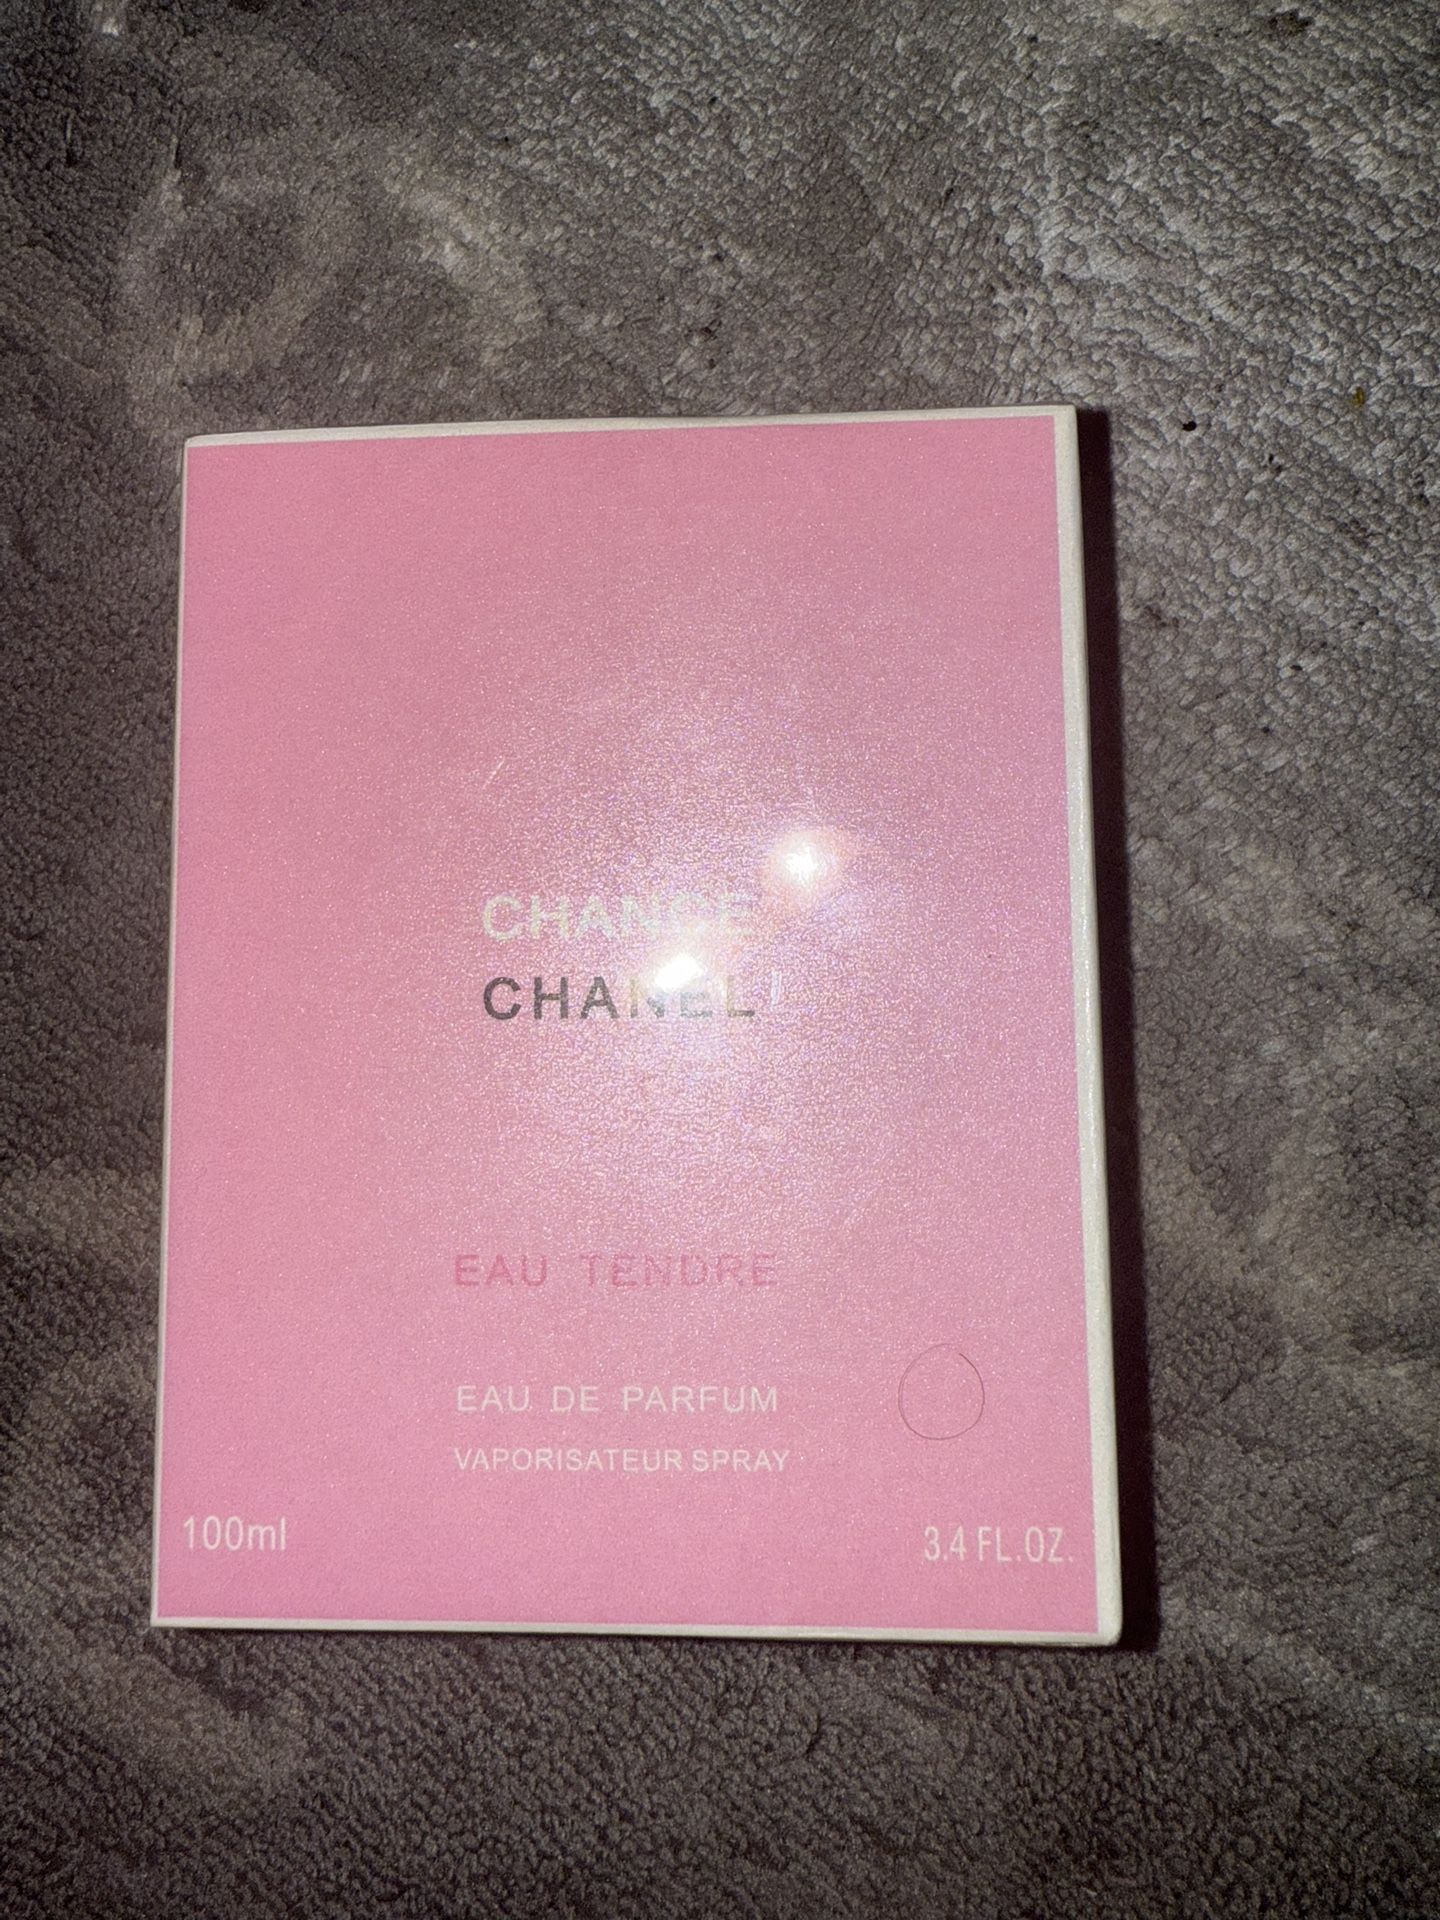 CHANCE
CHANEL
EAU TENDRE
EAU DE PARFUM
VAPORISATEUR SPRAY
100ml 3.4 FL.OZ.